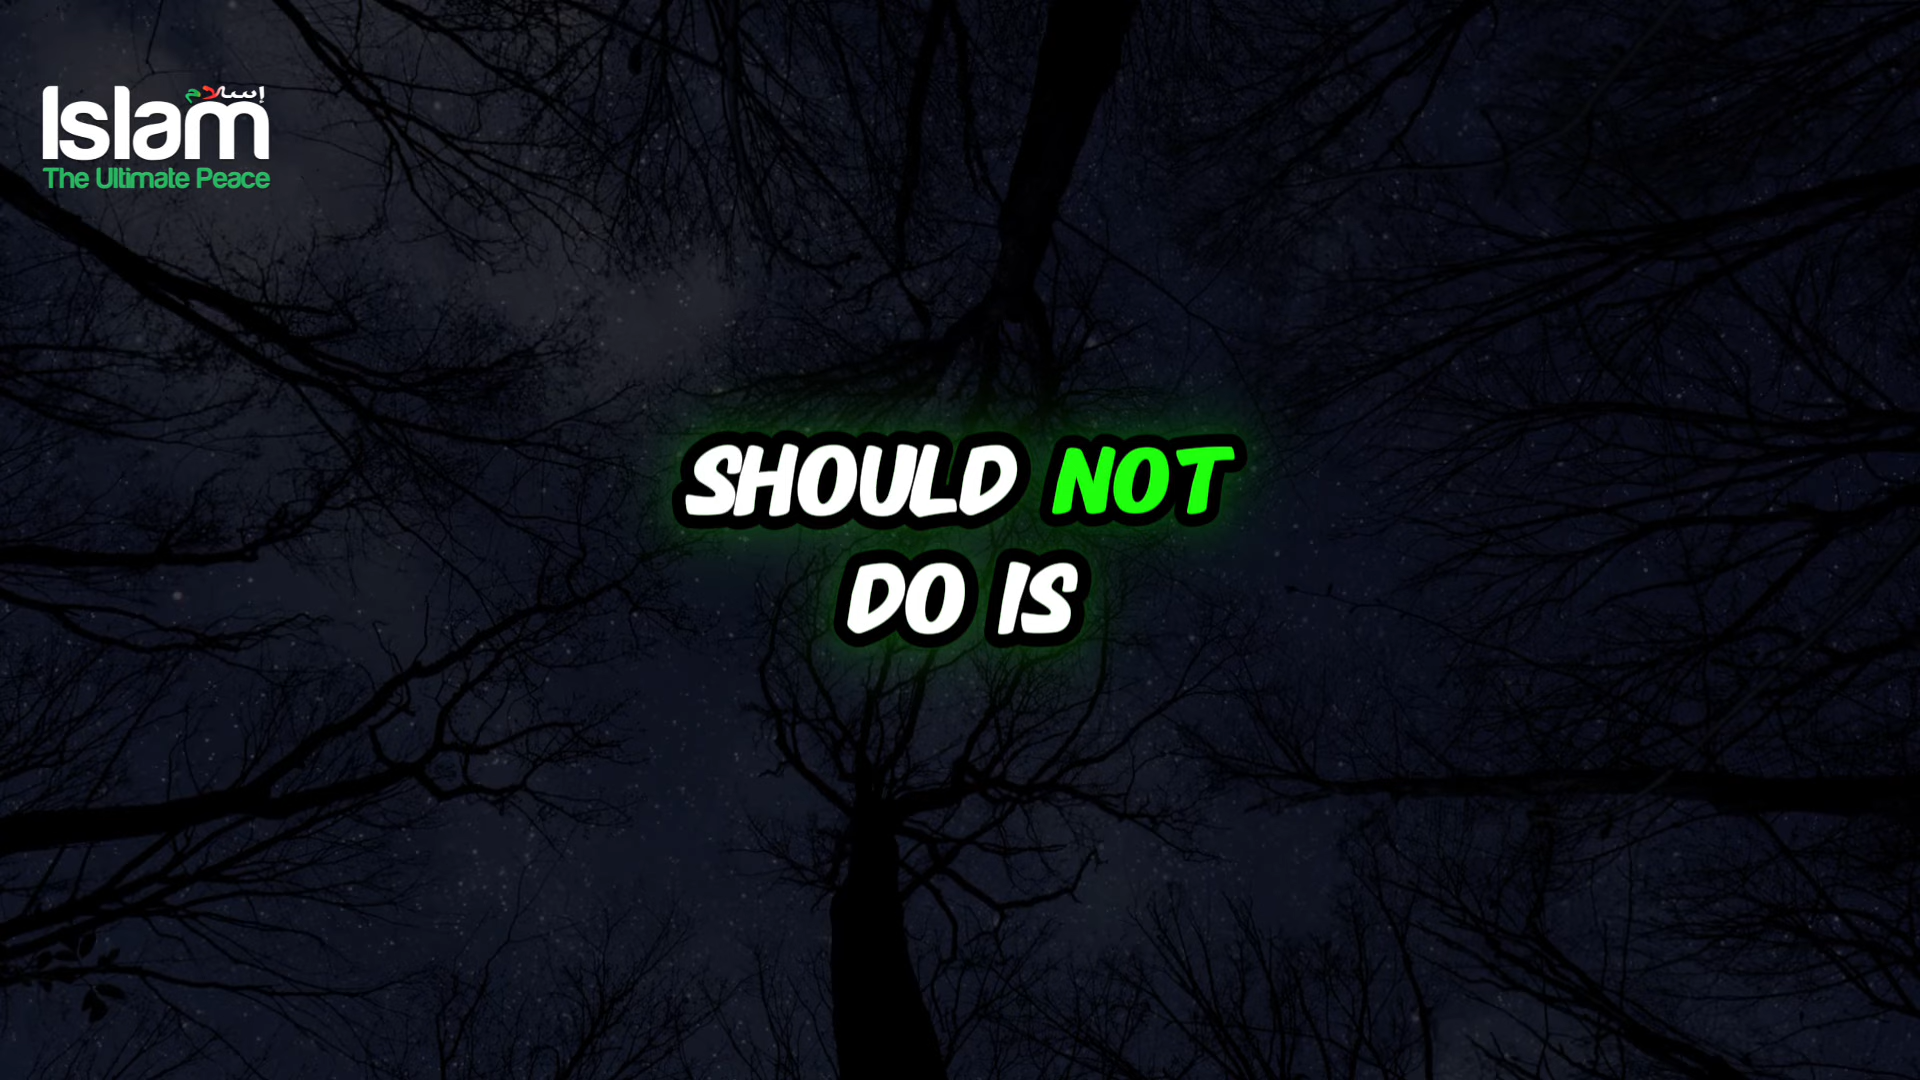 إسلام
Islam
The Ultimate Peace
SHOULD NOT
DO IS